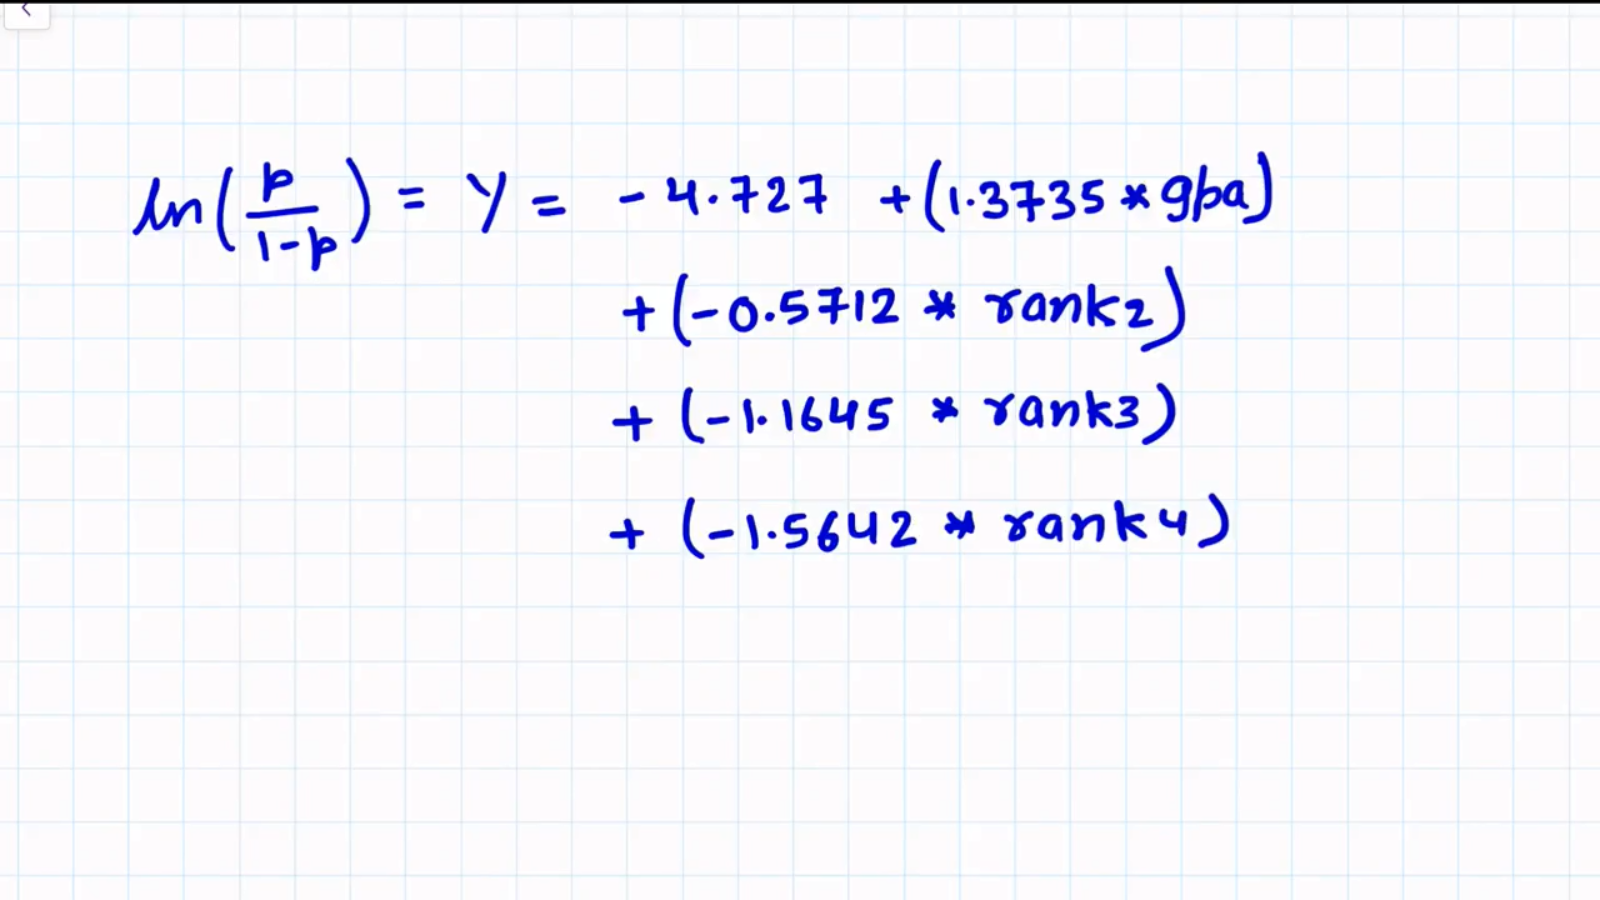 ln(p/1-p) = y = -4.727 +(1.3735*gpa)
+(-0.5712 * rank2)
+ (-1.1645 * rank3)
+ (-1.5642 * rank4)